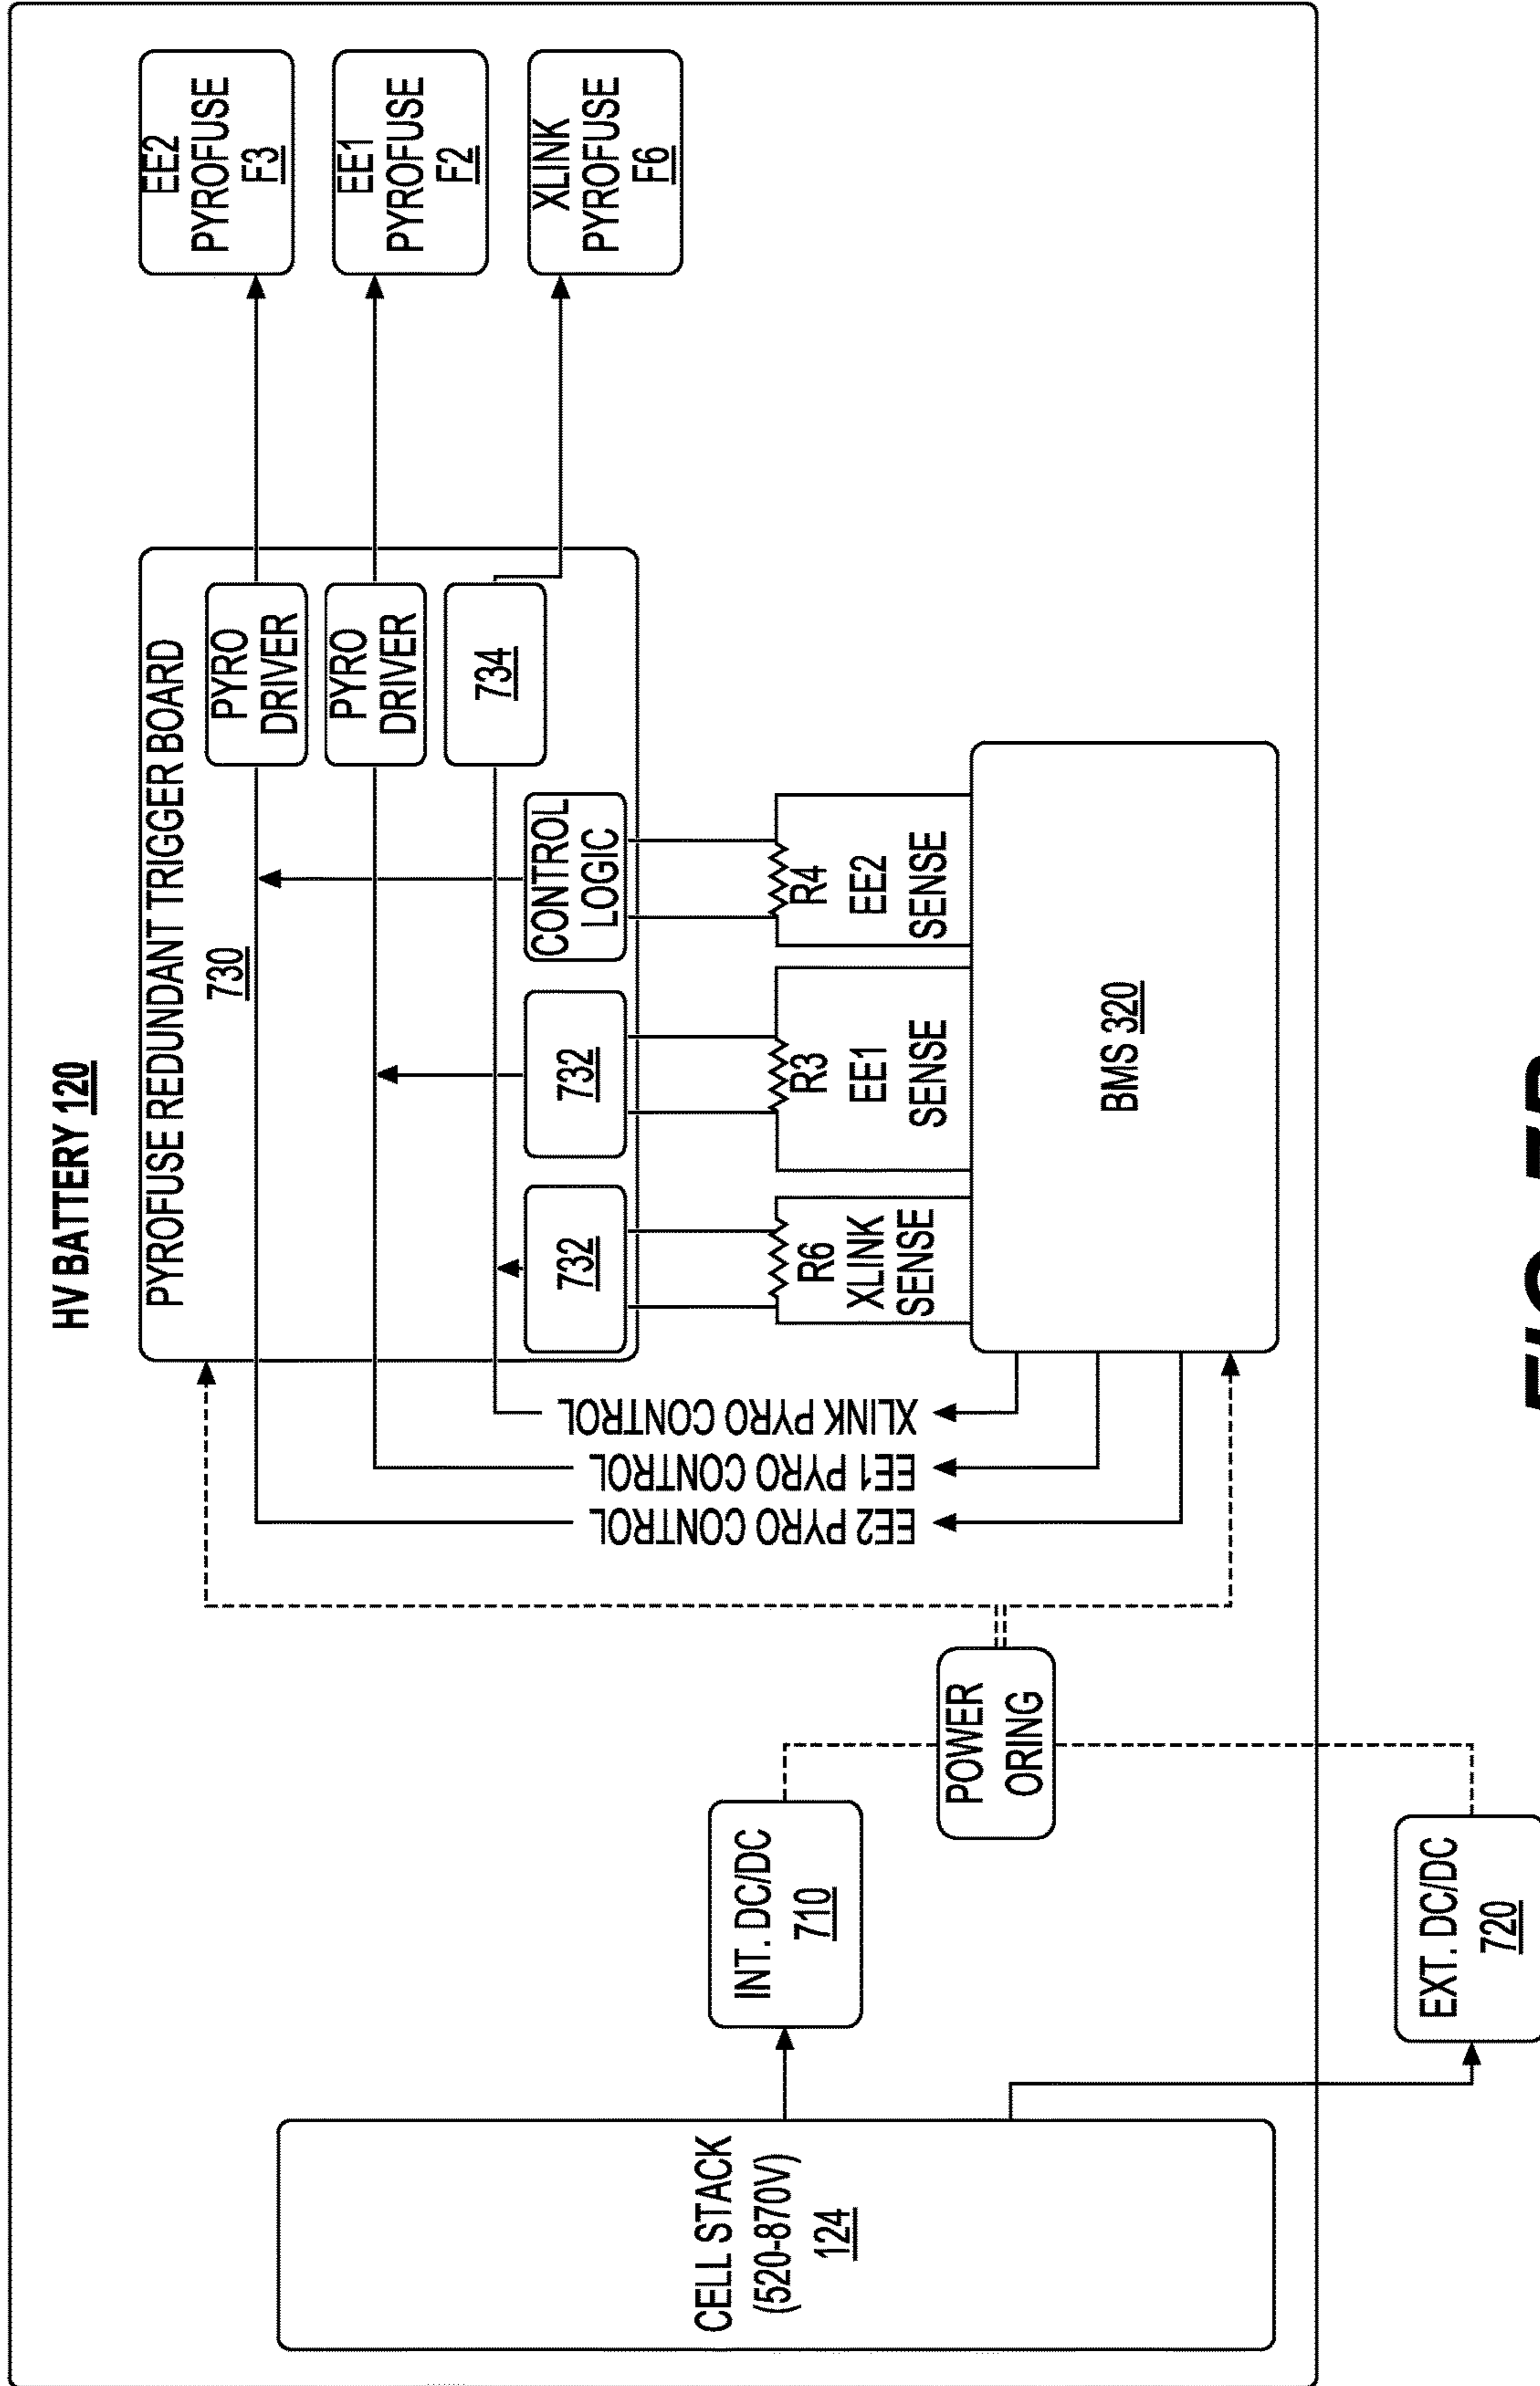 HV BATTERY 120
PYROFUSE REDUNDANT TRIGGER BOARD
730
PYRO
DRIVER
PYRO
DRIVER
734
732
732
CONTROL
LOGIC
EE2
PYROFUSE
F3
EE1
PYROFUSE
F2
XLINK
PYROFUSE
F6
EE2 PYRO CONTROL
EE1 PYRO CONTROL
XLINK PYRO CONTROL
R6
XLINK
SENSE
R3
EE1
SENSE
R4
EE2
SENSE
BMS 320
CELL STACK
(520-870V)
124
INT. DC/DC
710
POWER
ORING
EXT. DC/DC
720